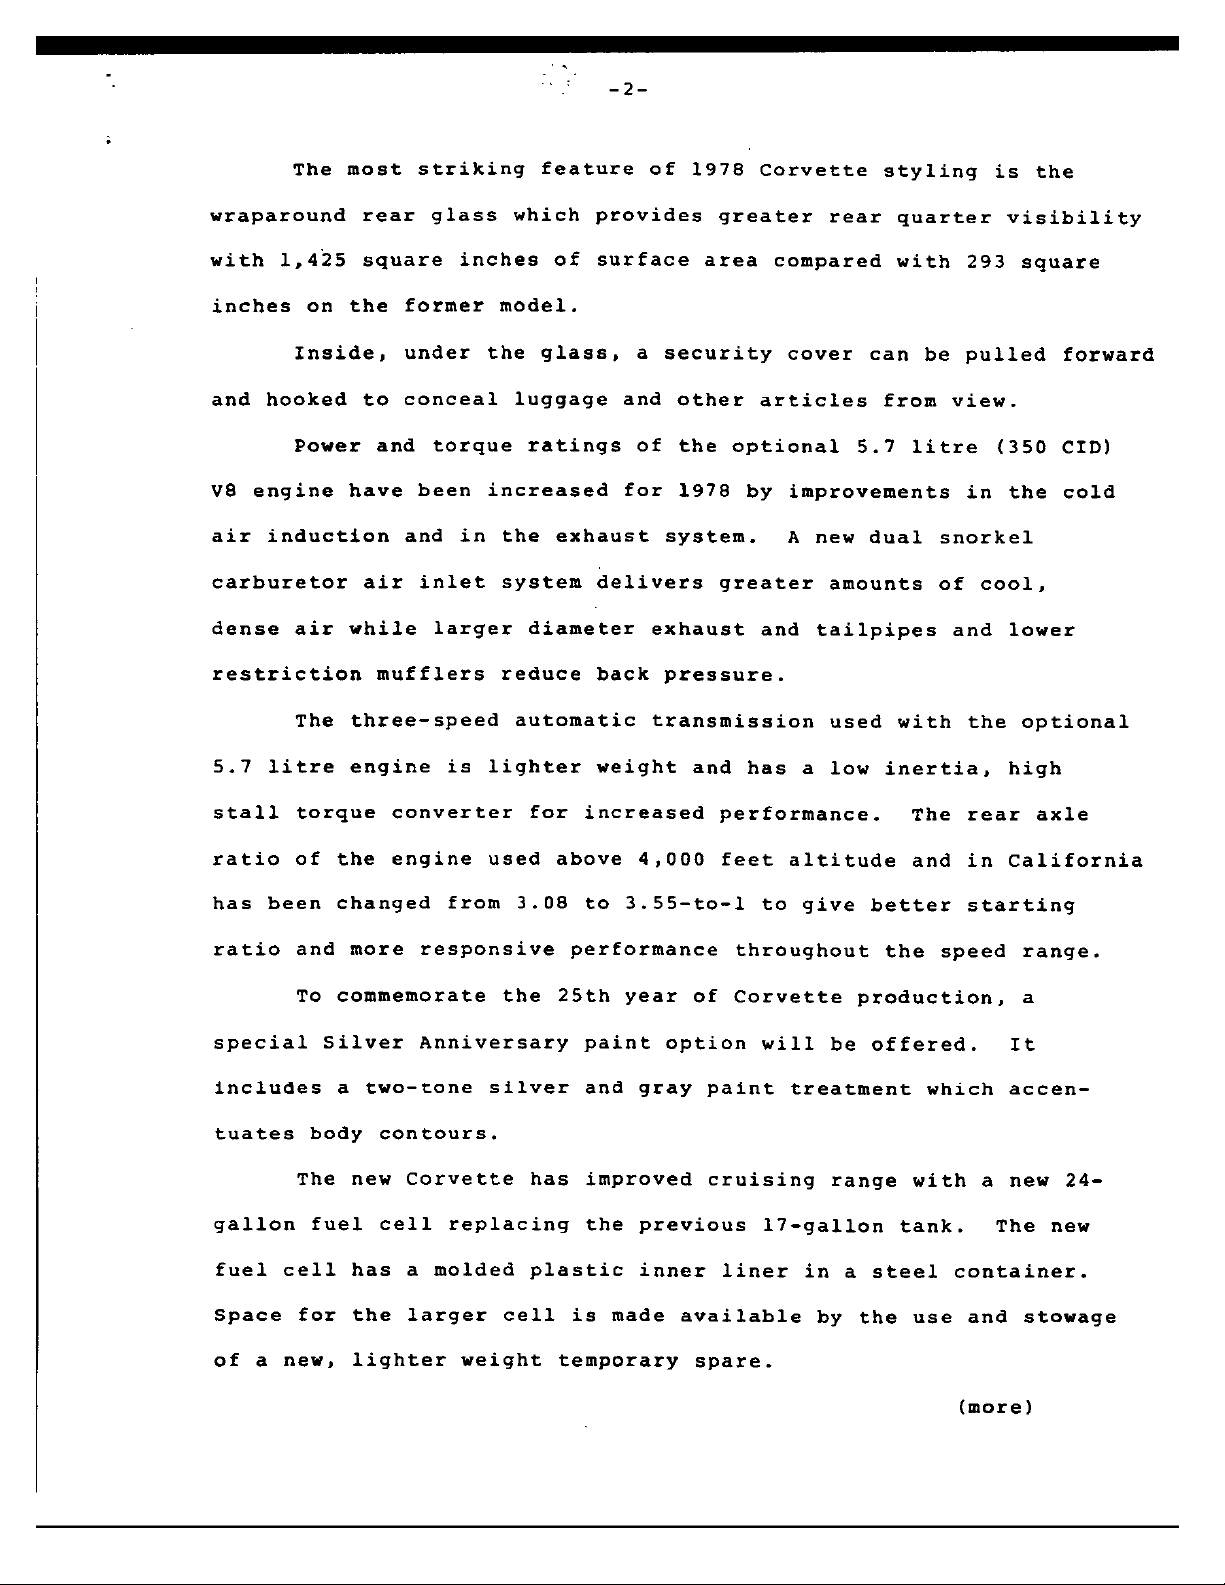 -2-
The most striking feature of 1978 Corvette styling is the
wraparound rear glass which provides greater rear quarter visibility
with 1,425 square inches of surface area compared with 293 square
inches on the former model.
Inside, under the glass, a security cover can be pulled forward
and hooked to conceal luggage and other articles from view.
Power and torque ratings of the optional 5.7 litre (350 CID)
V8 engine have been increased for 1978 by improvements in the cold
air induction and in the exhaust system. A new dual snorkel
carburetor air inlet system delivers greater amounts of cool,
dense air while larger diameter exhaust and tailpipes and lower
restriction mufflers reduce back pressure.
The three-speed automatic transmission used with the optional
5.7 litre engine is lighter weight and has a low inertia, high
stall torque converter for increased performance. The rear axle
ratio of the engine used above 4,000 feet altitude and in California
has been changed from 3.08 to 3.55-to-1 to give better starting
ratio and more responsive performance throughout the speed range.
To commemorate the 25th year of Corvette production, a
special Silver Anniversary paint option will be offered. It
includes a two-tone silver and gray paint treatment which accen-
tuates body contours.
The new Corvette has improved cruising range with a new 24-
gallon fuel cell replacing the previous 17-gallon tank. The new
fuel cell has a molded plastic inner liner in a steel container.
Space for the larger cell is made available by the use and stowage
of a new, lighter weight temporary spare.
(more)